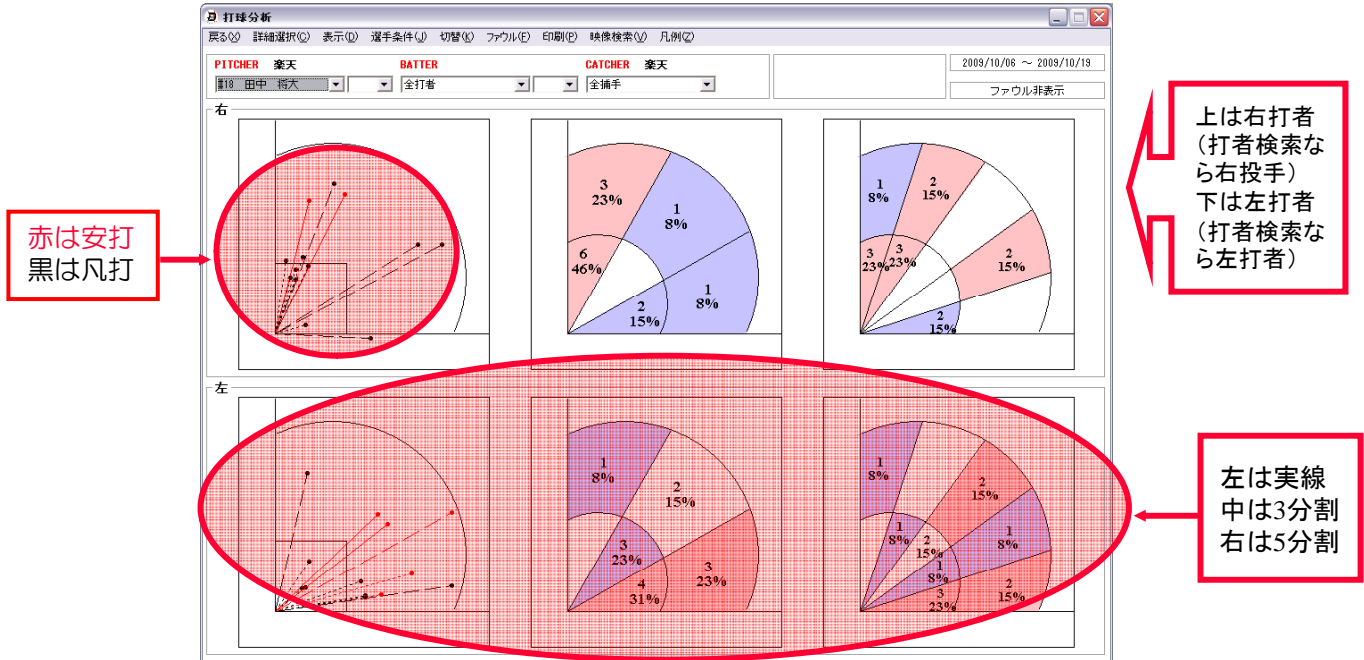 打球分析
戻る(X) 詳細選択(C) 表示(D) 選手条件(J) 切替(K) ファウル(F) 印刷(P) 映像検索(V) 凡例(Z)
PITCHER 楽天 BATTER CATCHER 楽天
18 田中 将大 全打者 全捕手
2009/10/06 ～ 2009/10/19
ファウル非表示
右
3
23%
1
8%
6
46%
1
8%
2
15%
1
8%
2
15%
3
23%
3
23%
2
15%
2
15%
左
1
8%
2
15%
3
23%
3
23%
4
31%
1
8%
2
15%
1
8%
2
15%
1
8%
1
8%
3
23%
2
15%
赤は安打
黒は凡打
上は右打者
(打者検索な
ら右投手)
下は左打者
(打者検索な
ら左打者)
左は実線
中は3分割
右は5分割